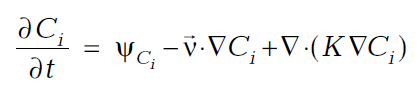 ∂C_i/∂t = ψ_{C_i} − v⃗·∇C_i + ∇·(K∇C_i)